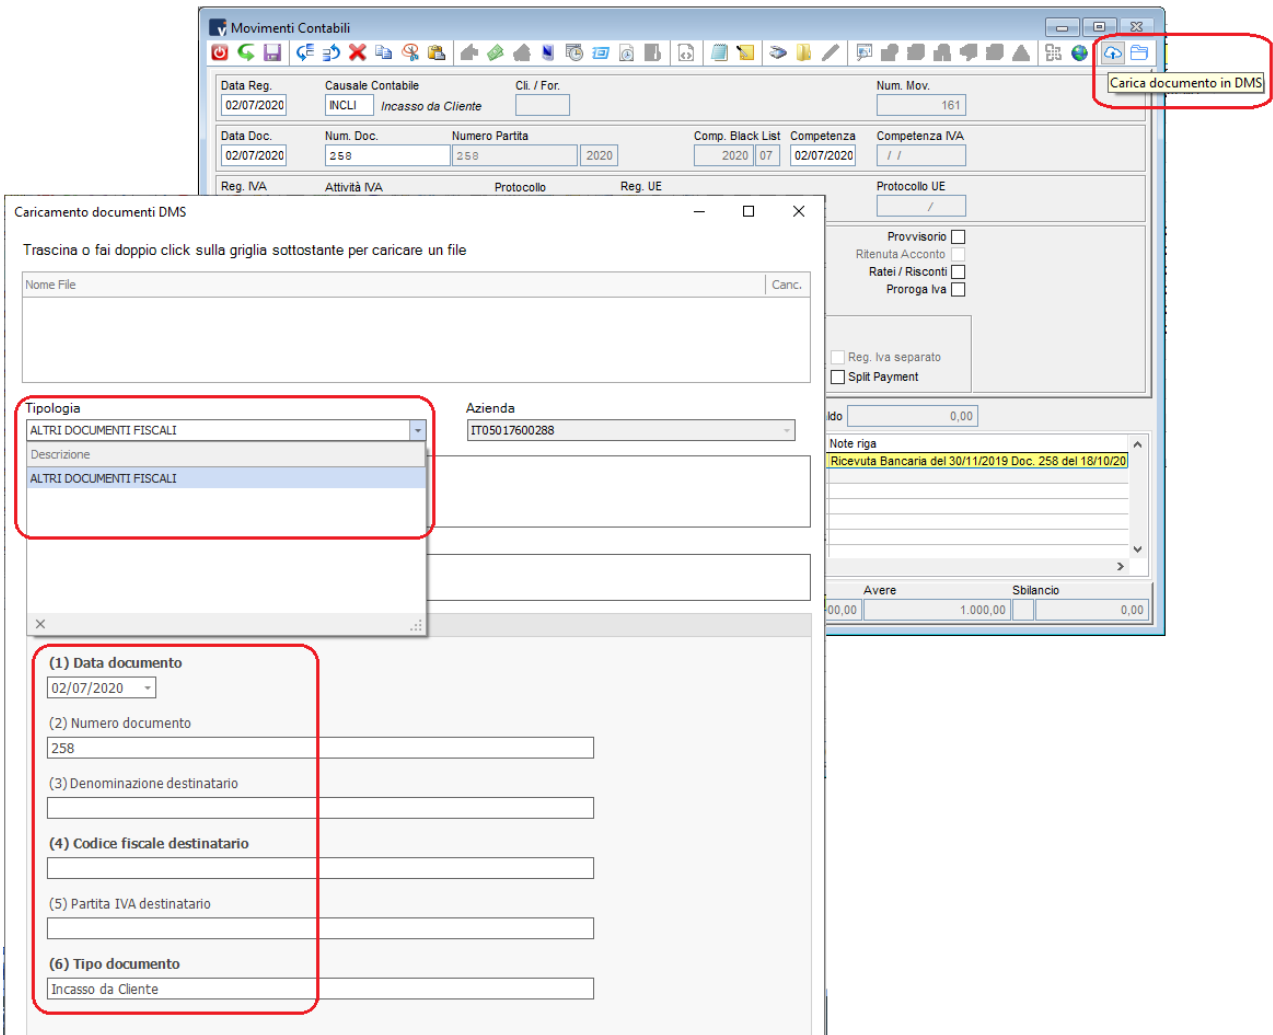 Movimenti Contabili
Carica documento in DMS
Data Reg. Causale Contabile Cli. / For. Num. Mov.
02/07/2020 INCLI Incasso da Cliente 161
Data Doc. Num. Doc. Numero Partita Comp. Black List Competenza Competenza IVA
02/07/2020 258 258 2020 2020 07 02/07/2020 / /
Reg. IVA Attività IVA Protocollo Reg. UE Protocollo UE
/
Caricamento documenti DMS
Trascina o fai doppio click sulla griglia sottostante per caricare un file
Nome File Canc.
Provvisorio
Ritenuta Acconto
Ratei / Risconti
Proroga Iva
Reg. Iva separato
Split Payment
Tipologia Azienda
ALTRI DOCUMENTI FISCALI IT05017600288
Descrizione
ALTRI DOCUMENTI FISCALI
ldo 0,00
Note riga
Ricevuta Bancaria del 30/11/2019 Doc. 258 del 18/10/20
Avere Sbilancio
00,00 1.000,00 0,00
(1) Data documento
02/07/2020
(2) Numero documento
258
(3) Denominazione destinatario
(4) Codice fiscale destinatario
(5) Partita IVA destinatario
(6) Tipo documento
Incasso da Cliente